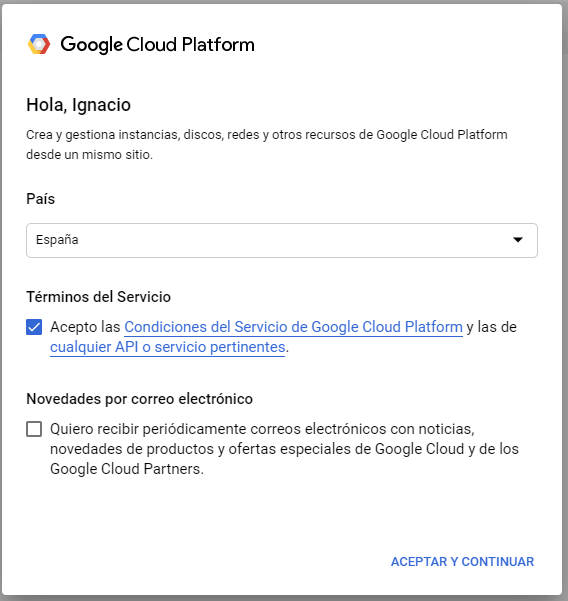 Google Cloud Platform
Hola, Ignacio
Crea y gestiona instancias, discos, redes y otros recursos de Google Cloud Platform
desde un mismo sitio.
País
España
Términos del Servicio
Acepto las Condiciones del Servicio de Google Cloud Platform y las de
cualquier API o servicio pertinentes.
Novedades por correo electrónico
Quiero recibir periódicamente correos electrónicos con noticias,
novedades de productos y ofertas especiales de Google Cloud y de los
Google Cloud Partners.
ACEPTAR Y CONTINUAR